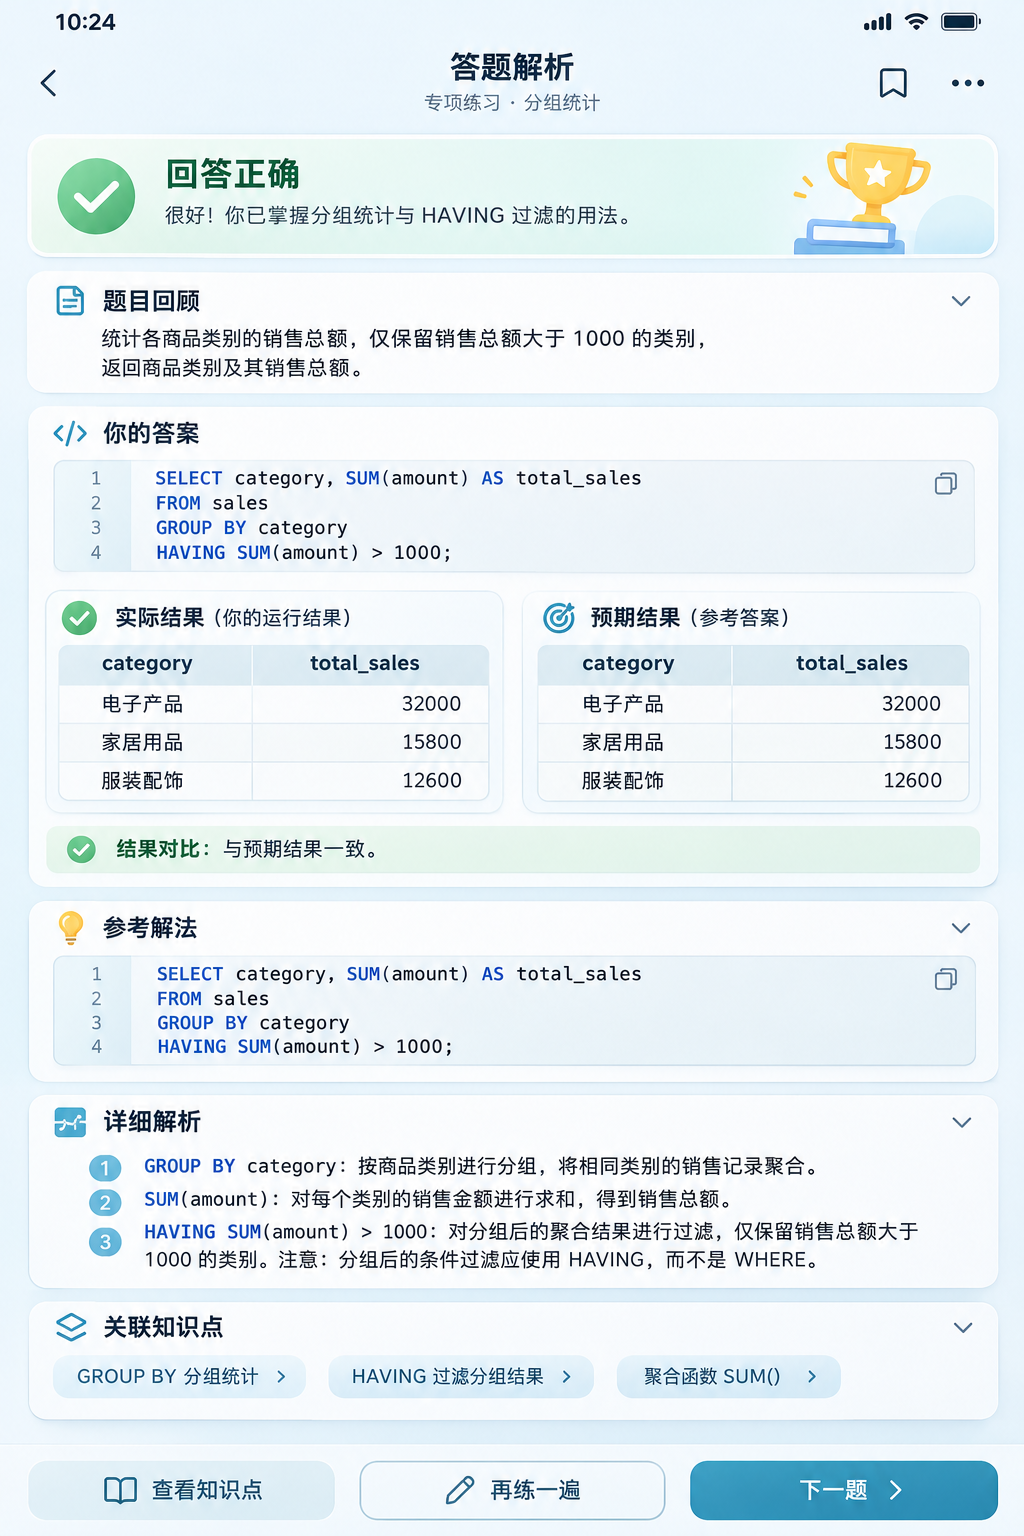 10:24
答题解析
专项练习 · 分组统计
回答正确
很好！你已掌握分组统计与 HAVING 过滤的用法。
题目回顾
统计各商品类别的销售总额，仅保留销售总额大于 1000 的类别，
返回商品类别及其销售总额。
你的答案
1 SELECT category, SUM(amount) AS total_sales
2 FROM sales
3 GROUP BY category
4 HAVING SUM(amount) > 1000;
实际结果（你的运行结果）
category total_sales
电子产品 32000
家居用品 15800
服装配饰 12600
预期结果（参考答案）
category total_sales
电子产品 32000
家居用品 15800
服装配饰 12600
结果对比：与预期结果一致。
参考解法
1 SELECT category, SUM(amount) AS total_sales
2 FROM sales
3 GROUP BY category
4 HAVING SUM(amount) > 1000;
详细解析
1 GROUP BY category：按商品类别进行分组，将相同类别的销售记录聚合。
2 SUM(amount)：对每个类别的销售金额进行求和，得到销售总额。
3 HAVING SUM(amount) > 1000：对分组后的聚合结果进行过滤，仅保留销售总额大于
1000 的类别。注意：分组后的条件过滤应使用 HAVING，而不是 WHERE。
关联知识点
GROUP BY 分组统计
HAVING 过滤分组结果
聚合函数 SUM()
查看知识点
再练一遍
下一题